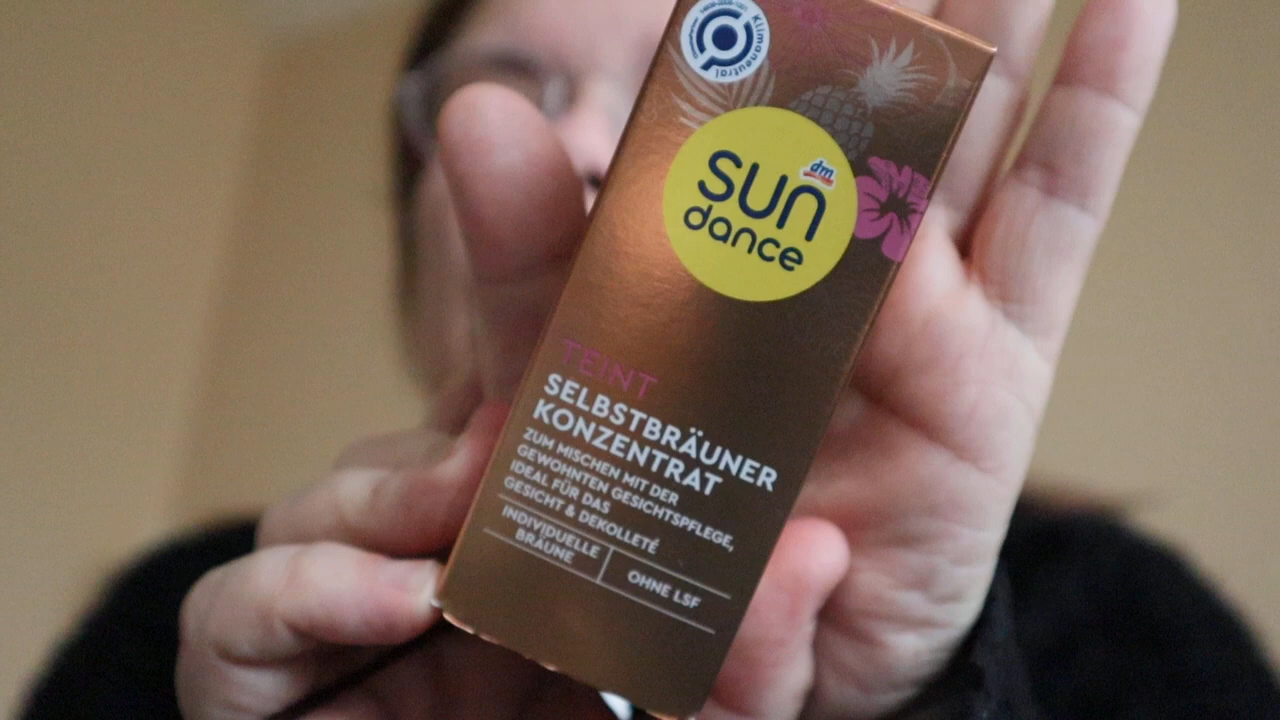 Klimaneutral
dm
sun
dance
TEINT
SELBSTBRÄUNER
KONZENTRAT
ZUM MISCHEN MIT DER
GEWOHNTEN GESICHTSPFLEGE,
IDEAL FÜR DAS
GESICHT & DEKOLLETÉ
INDIVIDUELLE
BRÄUNE
OHNE LSF